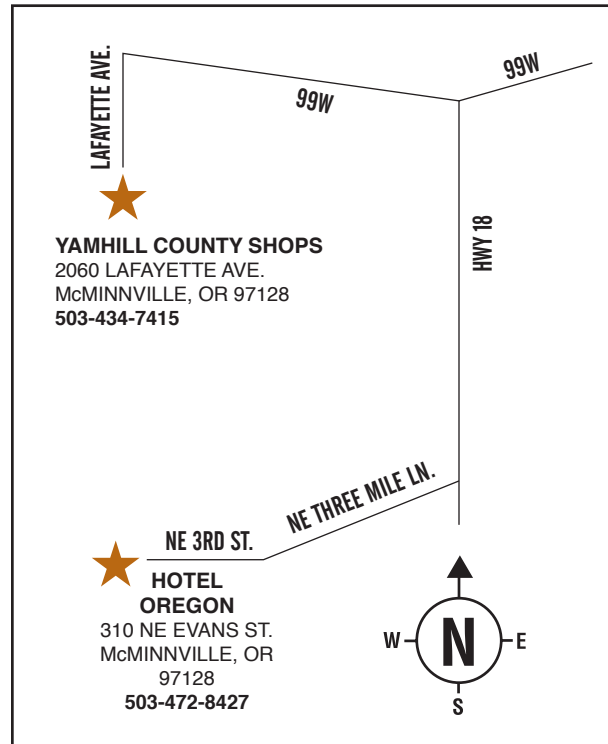 LAFAYETTE AVE.
99W
99W
HWY 18
YAMHILL COUNTY SHOPS
2060 LAFAYETTE AVE.
McMINNVILLE, OR 97128
503-434-7415
NE THREE MILE LN.
NE 3RD ST.
HOTEL
OREGON
310 NE EVANS ST.
McMINNVILLE, OR
97128
503-472-8427
W N E
S